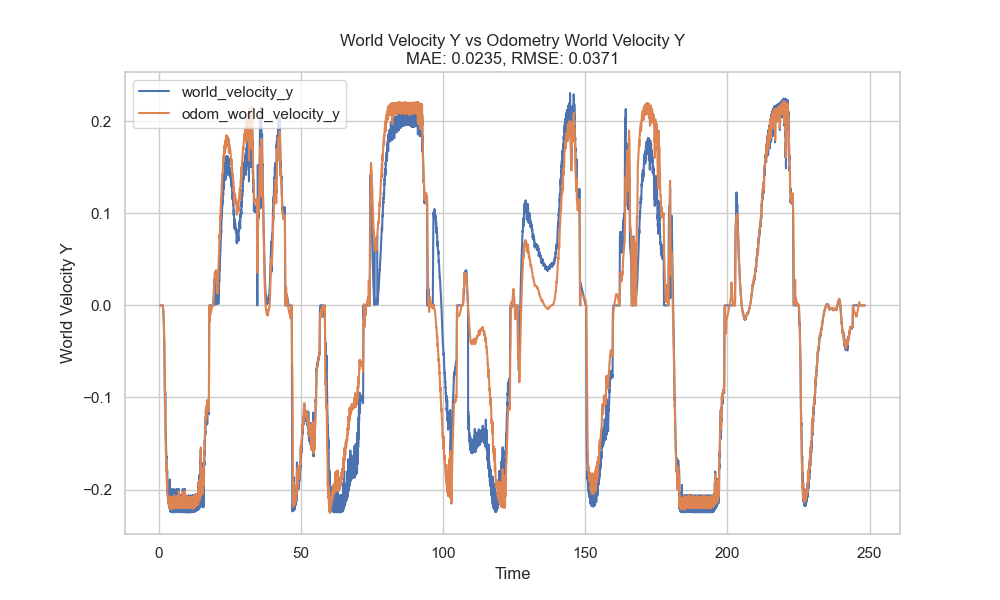 World Velocity Y vs Odometry World Velocity Y
MAE: 0.0235, RMSE: 0.0371
world_velocity_y
odom_world_velocity_y
World Velocity Y
0.2
0.1
0.0
−0.1
−0.2
0 50 100 150 200 250
Time